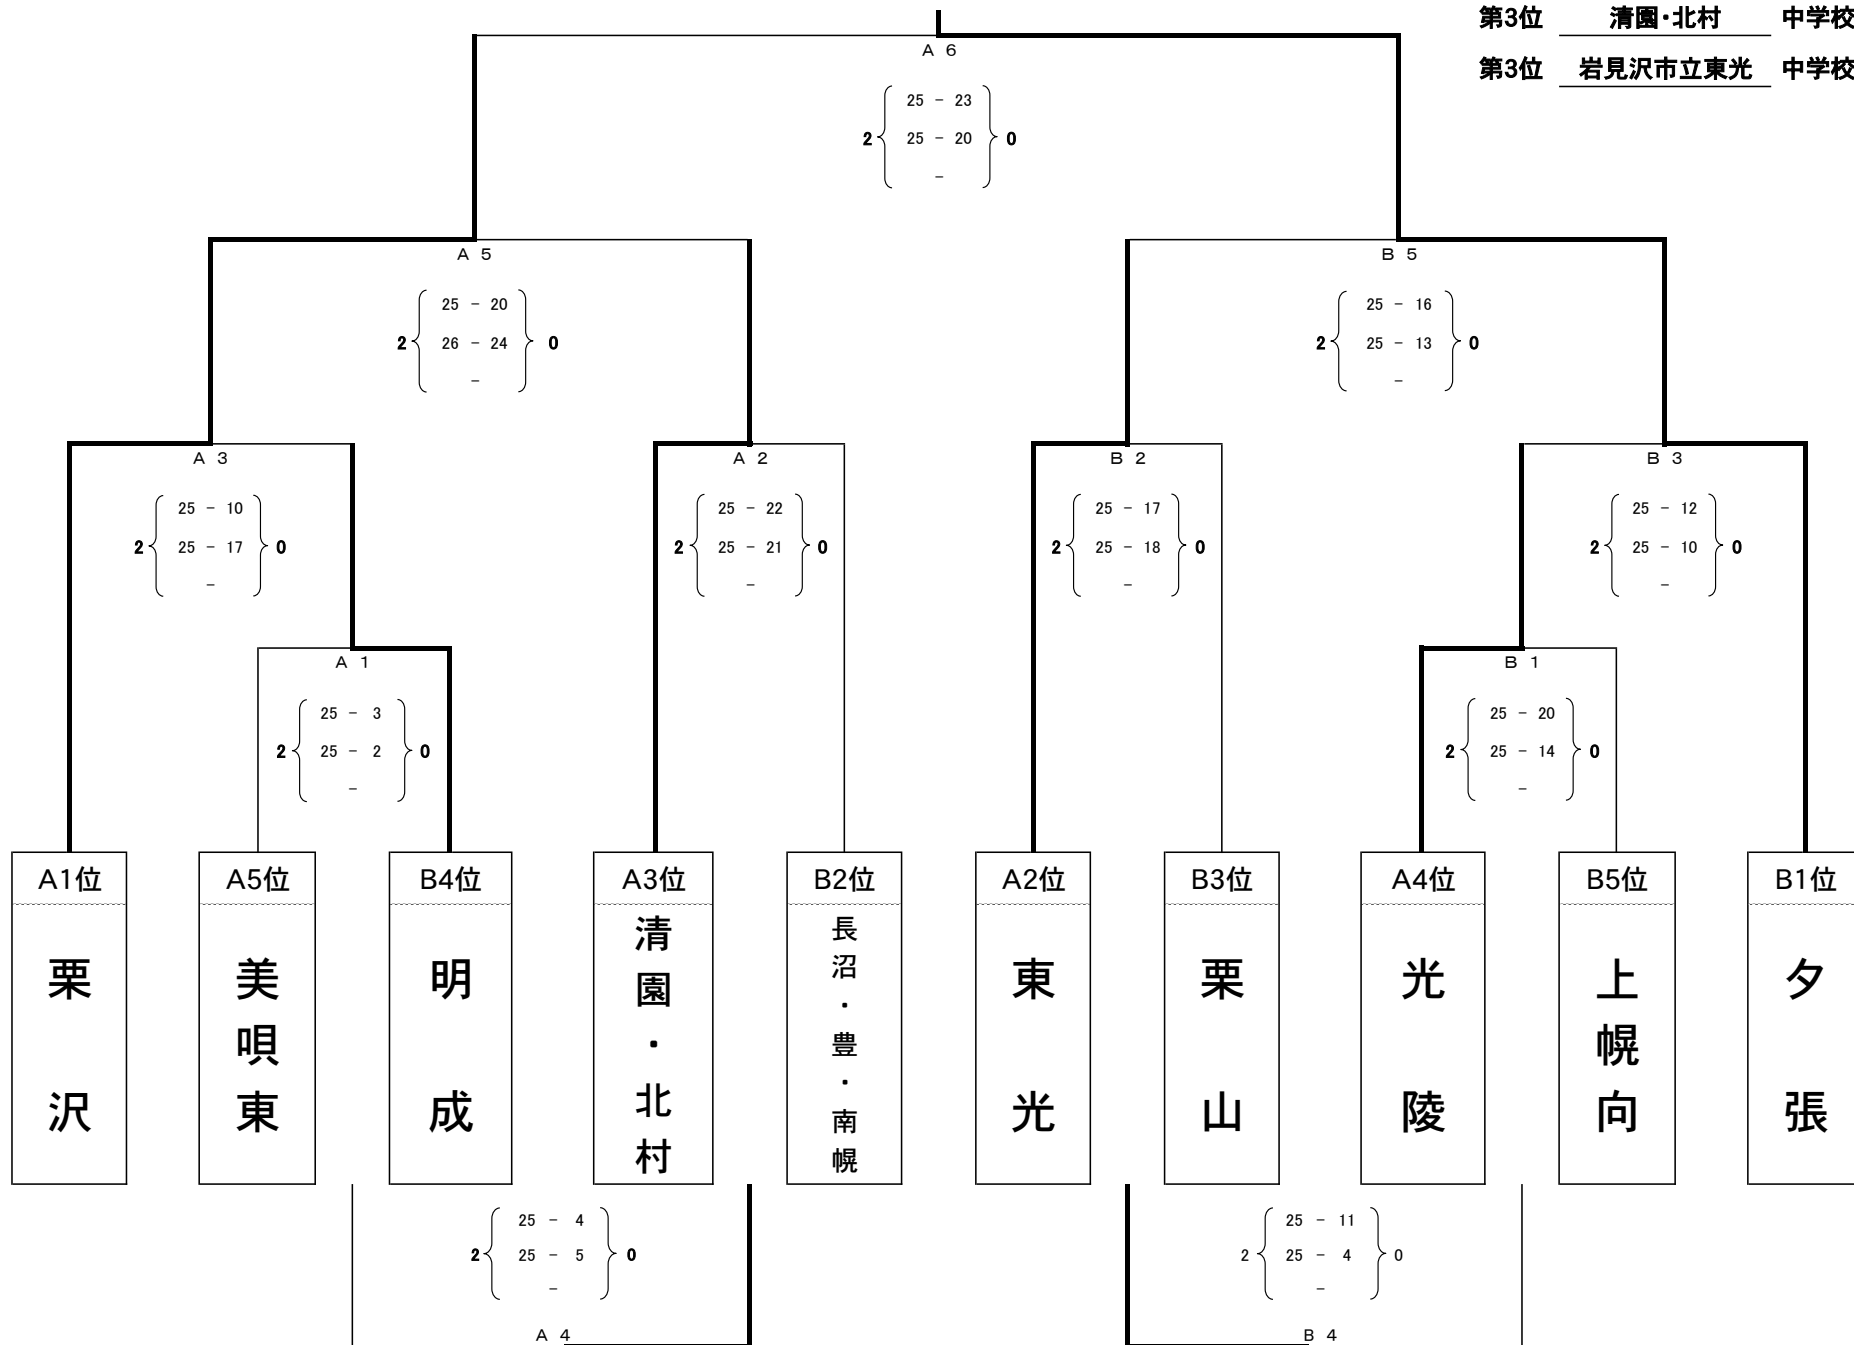 第3位 清園・北村 中学校
A 6
第3位 岩見沢市立東光 中学校
25 - 23
2 25 - 20 0
-
A 5
B 5
25 - 20
25 - 16
2 26 - 24 0
2 25 - 13 0
-
-
A 3
A 2
B 2
B 3
25 - 10
25 - 22
25 - 17
25 - 12
2 25 - 17 0
2 25 - 21 0
2 25 - 18 0
2 25 - 10 0
-
-
-
-
A 1
B 1
25 - 3
25 - 20
2 25 - 2 0
2 25 - 14 0
-
-
A1位
栗沢
A5位
美唄東
B4位
明成
A3位
清園・北村
B2位
長沼・豊・南幌
A2位
東光
B3位
栗山
A4位
光陵
B5位
上幌向
B1位
夕張
25 - 4
25 - 11
2 25 - 5 0
2 25 - 4 0
-
-
A 4
B 4